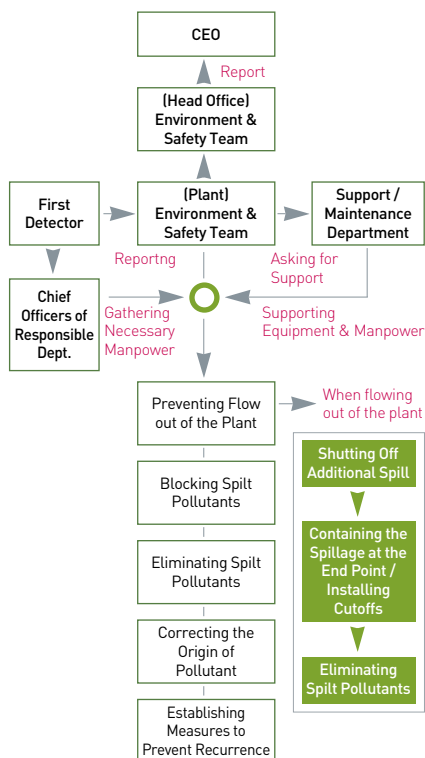 CEO
Report
(Head Office)
Environment &
Safety Team
First
Detector
(Plant)
Environment &
Safety Team
Support /
Maintenance
Department
Reportng
Asking for
Support
Chief
Officers of
Responsible
Dept.
Gathering
Necessary
Manpower
Supporting
Equipment & Manpower
Preventing Flow
out of the Plant
When flowing
out of the plant
Blocking Spilt
Pollutants
Eliminating Spilt
Pollutants
Correcting the
Origin of
Pollutant
Establishing
Measures to
Prevent Recurrence
Shutting Off
Additional Spill
Containing the
Spillage at the
End Point /
Installing
Cutoffs
Eliminating
Spilt Pollutants